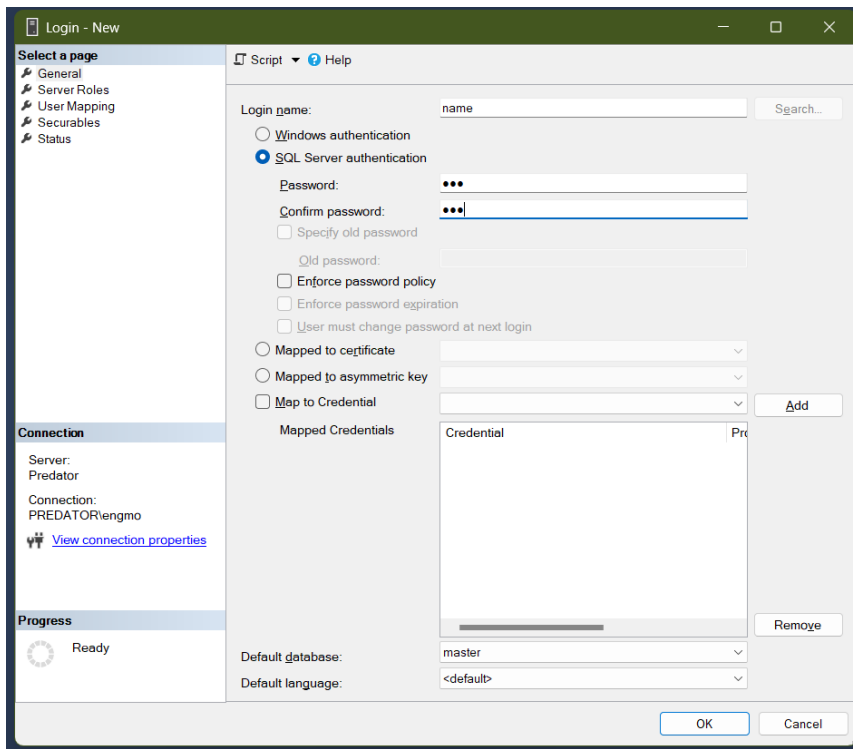 Login - New
Select a page
General
Server Roles
User Mapping
Securables
Status
Script Help
Login name: name Search...
Windows authentication
SQL Server authentication
Password: •••
Confirm password: •••
Specify old password
Old password:
Enforce password policy
Enforce password expiration
User must change password at next login
Mapped to certificate
Mapped to asymmetric key
Map to Credential Add
Mapped Credentials Credential Pro
Remove
Default database: master
Default language: <default>
Connection
Server:
Predator
Connection:
PREDATOR\engmo
View connection properties
Progress
Ready
OK Cancel